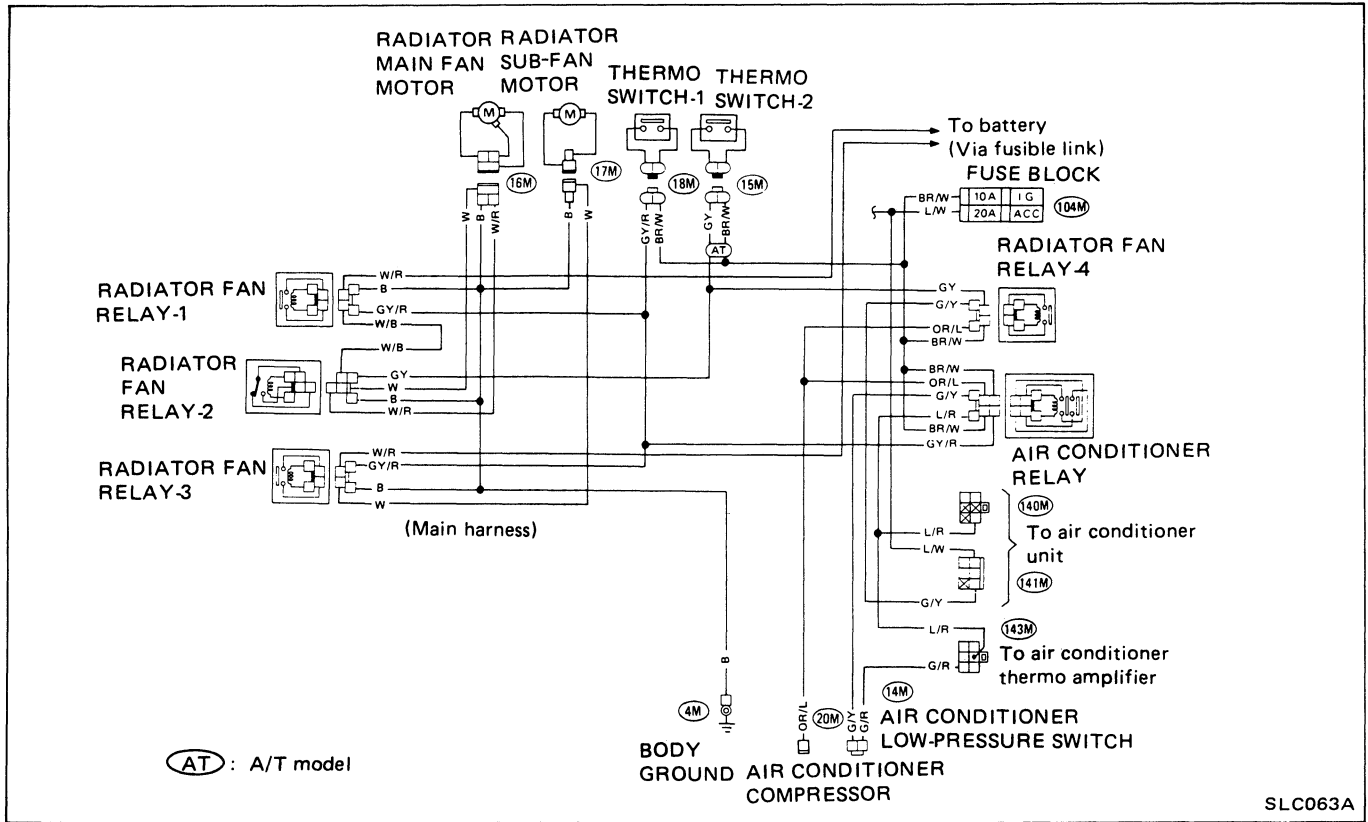 RADIATOR MAIN FAN MOTOR
RADIATOR SUB-FAN MOTOR
THERMO SWITCH-1
THERMO SWITCH-2
M
M
To battery
(Via fusible link)
FUSE BLOCK
BR/W 10A IG
L/W 20A ACC
104M
16M
17M
18M
15M
W
B
W/R
B
W
GY/R
BR/W
GY
BR/W
AT
RADIATOR FAN RELAY-4
GY
G/Y
OR/L
BR/W
RADIATOR FAN RELAY-1
W/R
B
GY/R
W/B
W/B
RADIATOR FAN RELAY-2
GY
W
B
W/R
BR/W
OR/L
G/Y
L/R
BR/W
GY/R
AIR CONDITIONER RELAY
RADIATOR FAN RELAY-3
W/R
GY/R
B
W
(Main harness)
140M
L/R
To air conditioner unit
L/W
141M
G/Y
L/R
143M
To air conditioner thermo amplifier
G/R
B
4M
BODY GROUND
OR/L
20M
AIR CONDITIONER COMPRESSOR
G/Y
G/R
14M
AIR CONDITIONER LOW-PRESSURE SWITCH
AT : A/T model
SLC063A